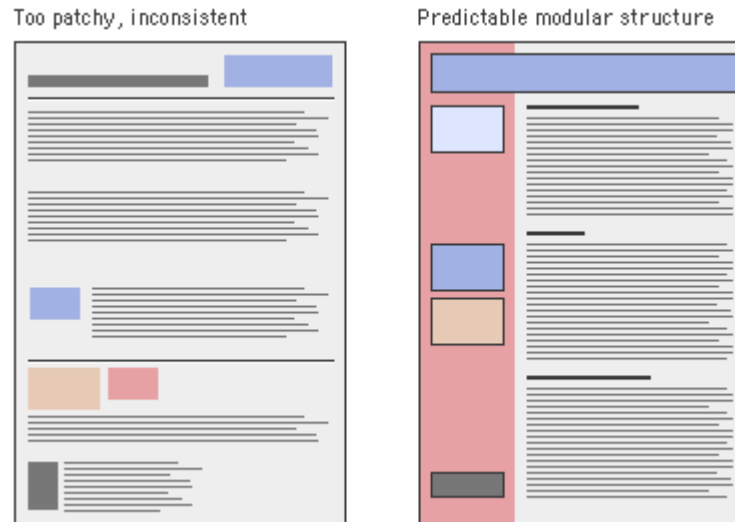 Too patchy, inconsistent
Predictable modular structure